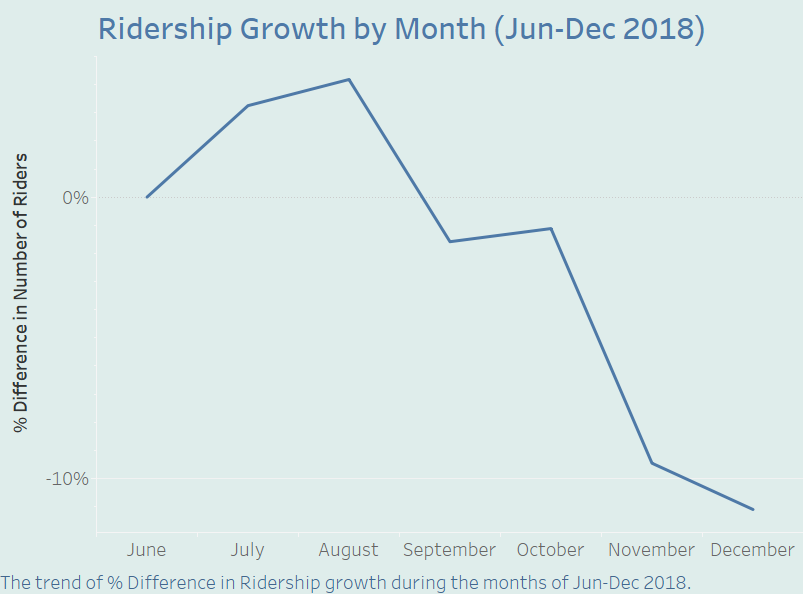 Ridership Growth by Month (Jun-Dec 2018)
% Difference in Number of Riders
0%
-10%
June July August September October November December
The trend of % Difference in Ridership growth during the months of Jun-Dec 2018.